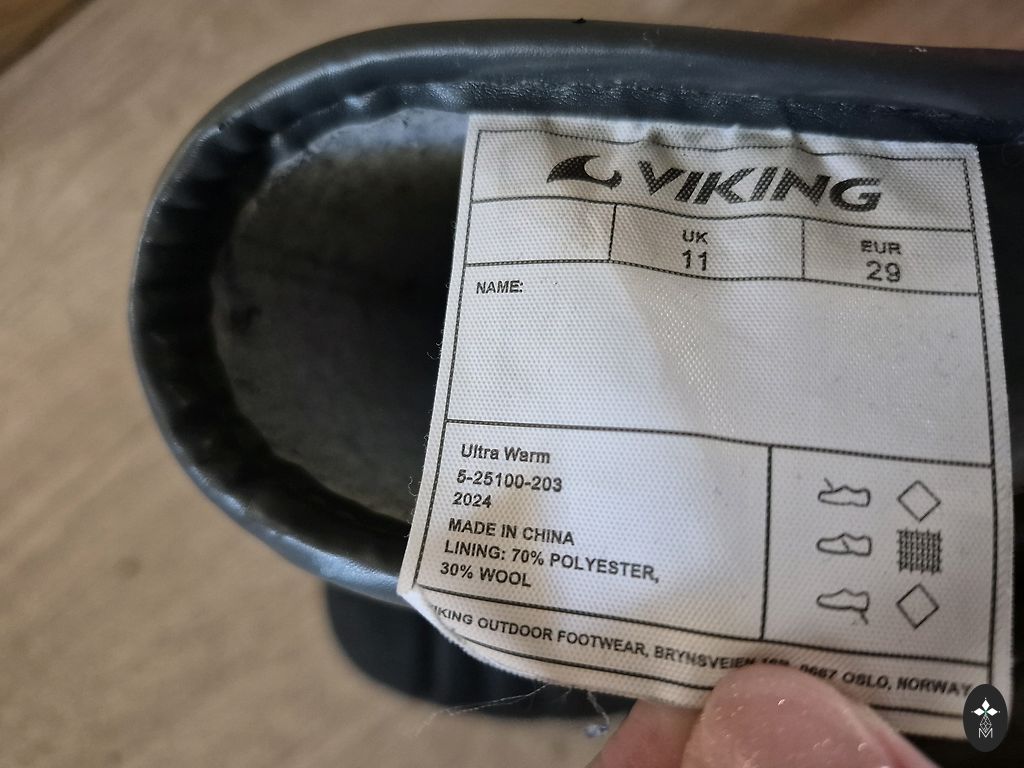 VIKING
UK
11
EUR
29
NAME:
Ultra Warm
5-25100-203
2024
MADE IN CHINA
LINING: 70% POLYESTER,
30% WOOL
VIKING OUTDOOR FOOTWEAR, BRYNSVEIEN OSLO, NORWAY
M